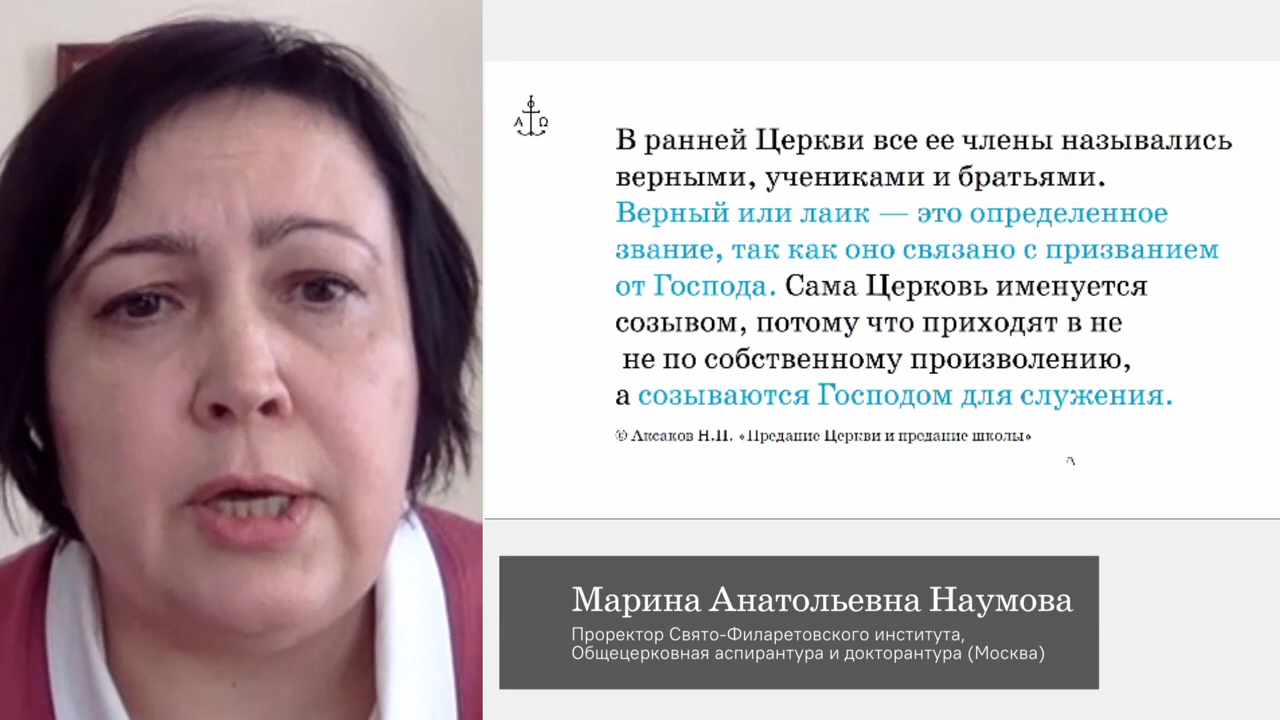 Α Ω
В ранней Церкви все ее члены назывались
верными, учениками и братьями.
Верный или лаик — это определенное
звание, так как оно связано с призванием
от Господа. Сама Церковь именуется
созывом, потому что приходят в не
не по собственному произволению,
а созываются Господом для служения.
© Аксаков Н.П. «Предание Церкви и предание школы»
Марина Анатольевна Наумова
Проректор Свято-Филаретовского института,
Общецерковная аспирантура и докторантура (Москва)